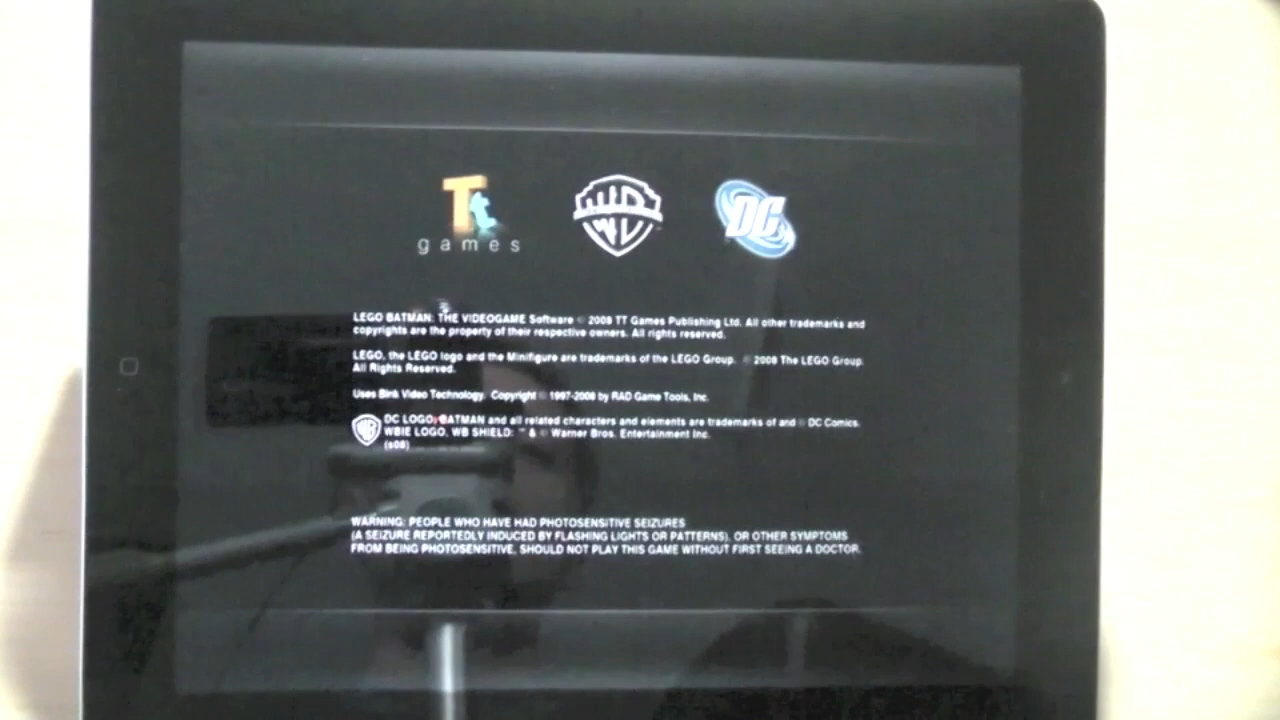 Tt
games
WB
DC
LEGO BATMAN: THE VIDEOGAME Software © 2008 TT Games Publishing Ltd. All other trademarks and
copyrights are the property of their respective owners. All rights reserved.
LEGO, the LEGO logo and the Minifigure are trademarks of the LEGO Group. © 2008 The LEGO Group.
All Rights Reserved.
Uses Bink Video Technology. Copyright © 1997-2008 by RAD Game Tools, Inc.
DC LOGO, BATMAN and all related characters and elements are trademarks of and © DC Comics.
WBIE LOGO, WB SHIELD: ™ & © Warner Bros. Entertainment Inc.
(s08)
WARNING: PEOPLE WHO HAVE HAD PHOTOSENSITIVE SEIZURES
(A SEIZURE REPORTEDLY INDUCED BY FLASHING LIGHTS OR PATTERNS), OR OTHER SYMPTOMS
FROM BEING PHOTOSENSITIVE, SHOULD NOT PLAY THIS GAME WITHOUT FIRST SEEING A DOCTOR.